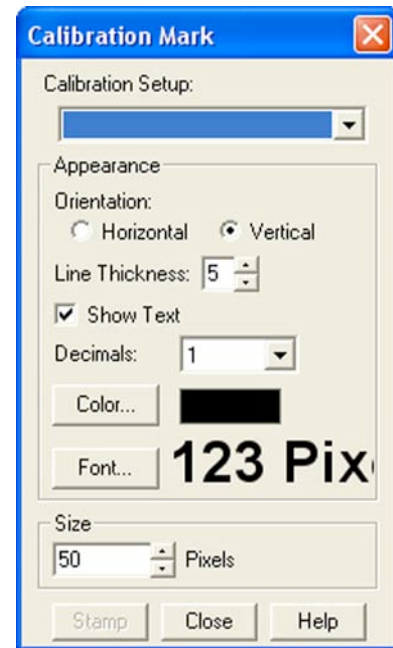 Calibration Mark
Calibration Setup:
Appearance
Orientation:
Horizontal Vertical
Line Thickness: 5
Show Text
Decimals: 1
Color...
Font... 123 Pix
Size
50 Pixels
Stamp Close Help